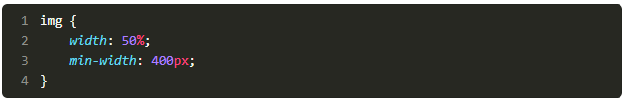 1 img {
2     width: 50%;
3     min-width: 400px;
4 }